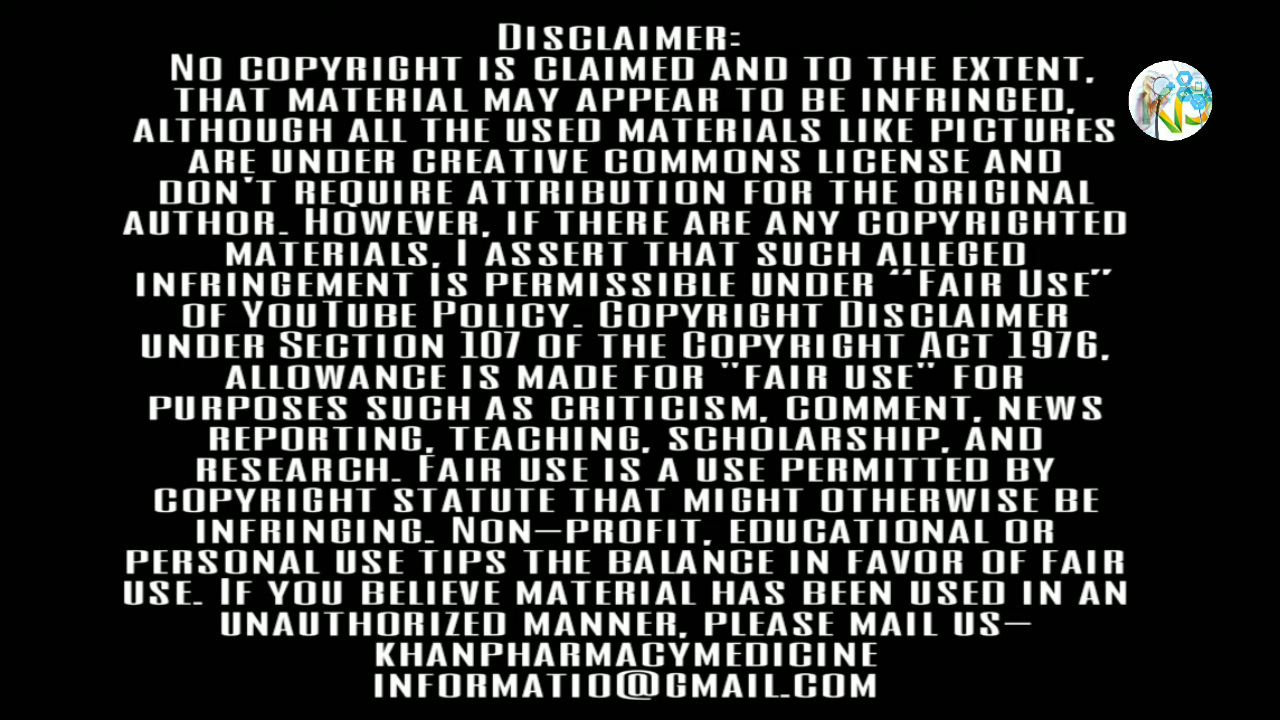 Disclaimer:
No copyright is claimed and to the extent,
that material may appear to be infringed,
although all the used materials like pictures
are under creative commons license and
don't require attribution for the original
author. However, if there are any copyrighted
materials, I assert that such alleged
infringement is permissible under “Fair Use”
of YouTube Policy. Copyright Disclaimer
under Section 107 of the Copyright Act 1976,
allowance is made for "fair use" for
purposes such as criticism, comment, news
reporting, teaching, scholarship, and
research. Fair use is a use permitted by
copyright statute that might otherwise be
infringing. Non-profit, educational or
personal use tips the balance in favor of fair
use. If you believe material has been used in an
unauthorized manner, please mail us-
khanpharmacymedicine
informatio@gmail.com